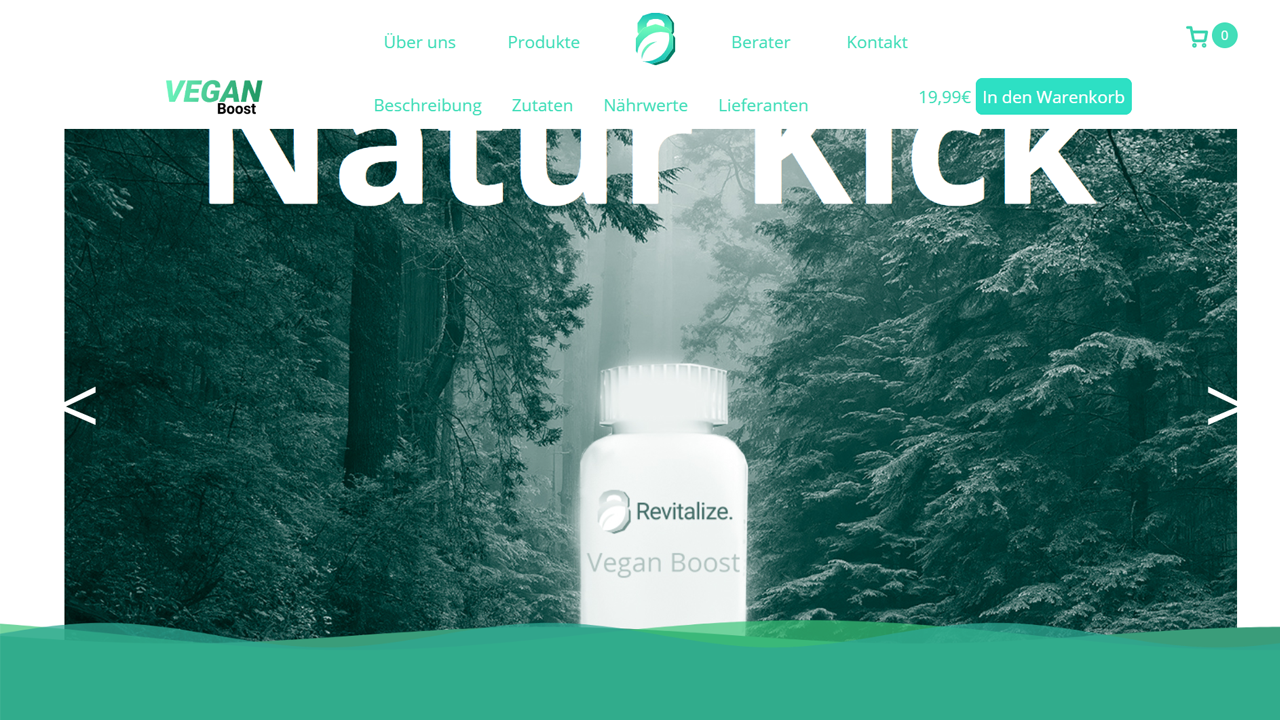 Über uns
Produkte
Berater
Kontakt
0
VEGAN
Boost
Beschreibung
Zutaten
Nährwerte
Lieferanten
19,99€
In den Warenkorb
Natur Kick
<
>
Revitalize.
Vegan Boost